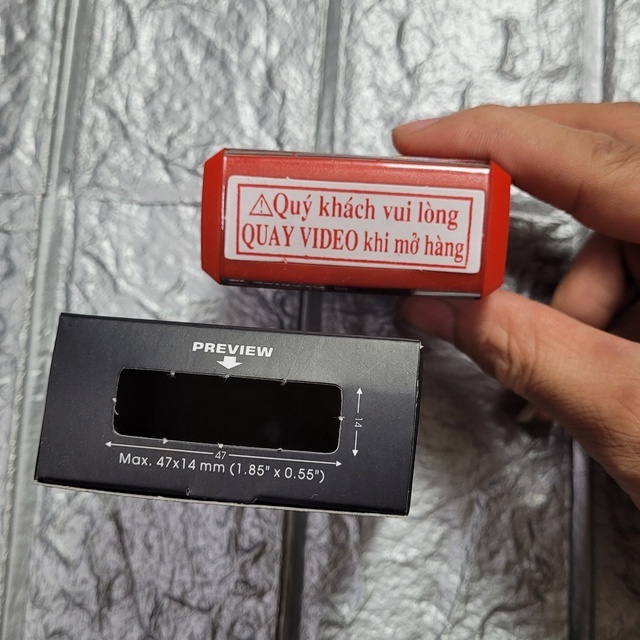 ⚠Quý khách vui lòng
QUAY VIDEO khi mở hàng
PREVIEW
14
47
Max. 47x14 mm (1.85" x 0.55")